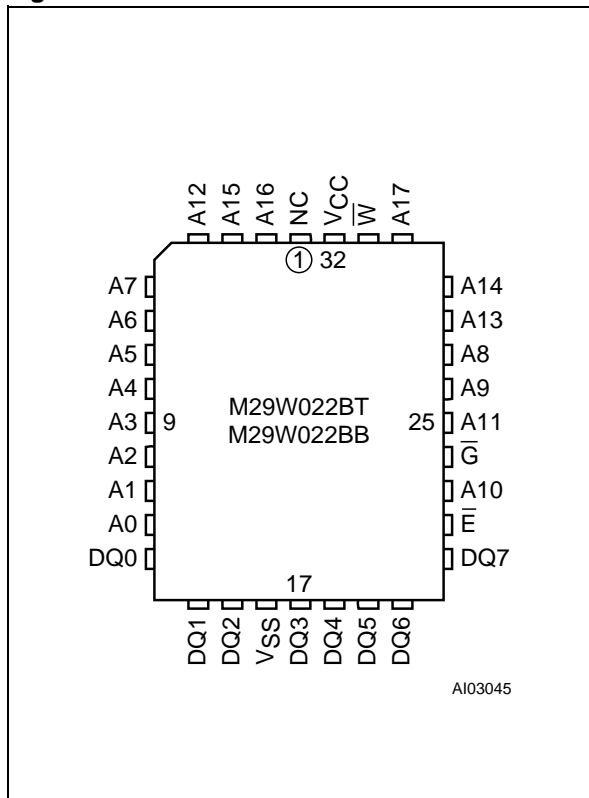 A12 A15 A16 NC VCC W̅ A17
① 32
A7 A14
A6 A13
A5 A8
A4 A9
M29W022BT
A3 9 25 A11
M29W022BB
A2 G̅
A1 A10
A0 E̅
DQ0 DQ7
17
DQ1 DQ2 VSS DQ3 DQ4 DQ5 DQ6
AI03045